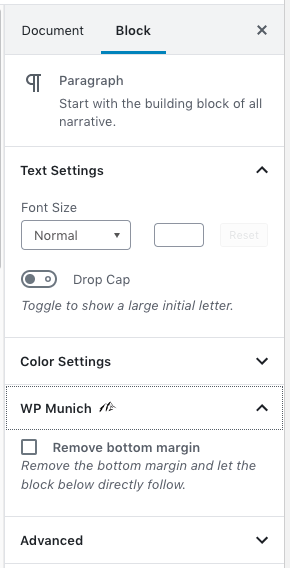 Document Block
Paragraph
Start with the building block of all
narrative.
Text Settings
Font Size
Normal Reset
Drop Cap
Toggle to show a large initial letter.
Color Settings
WP Munich
Remove bottom margin
Remove the bottom margin and let the
block below directly follow.
Advanced